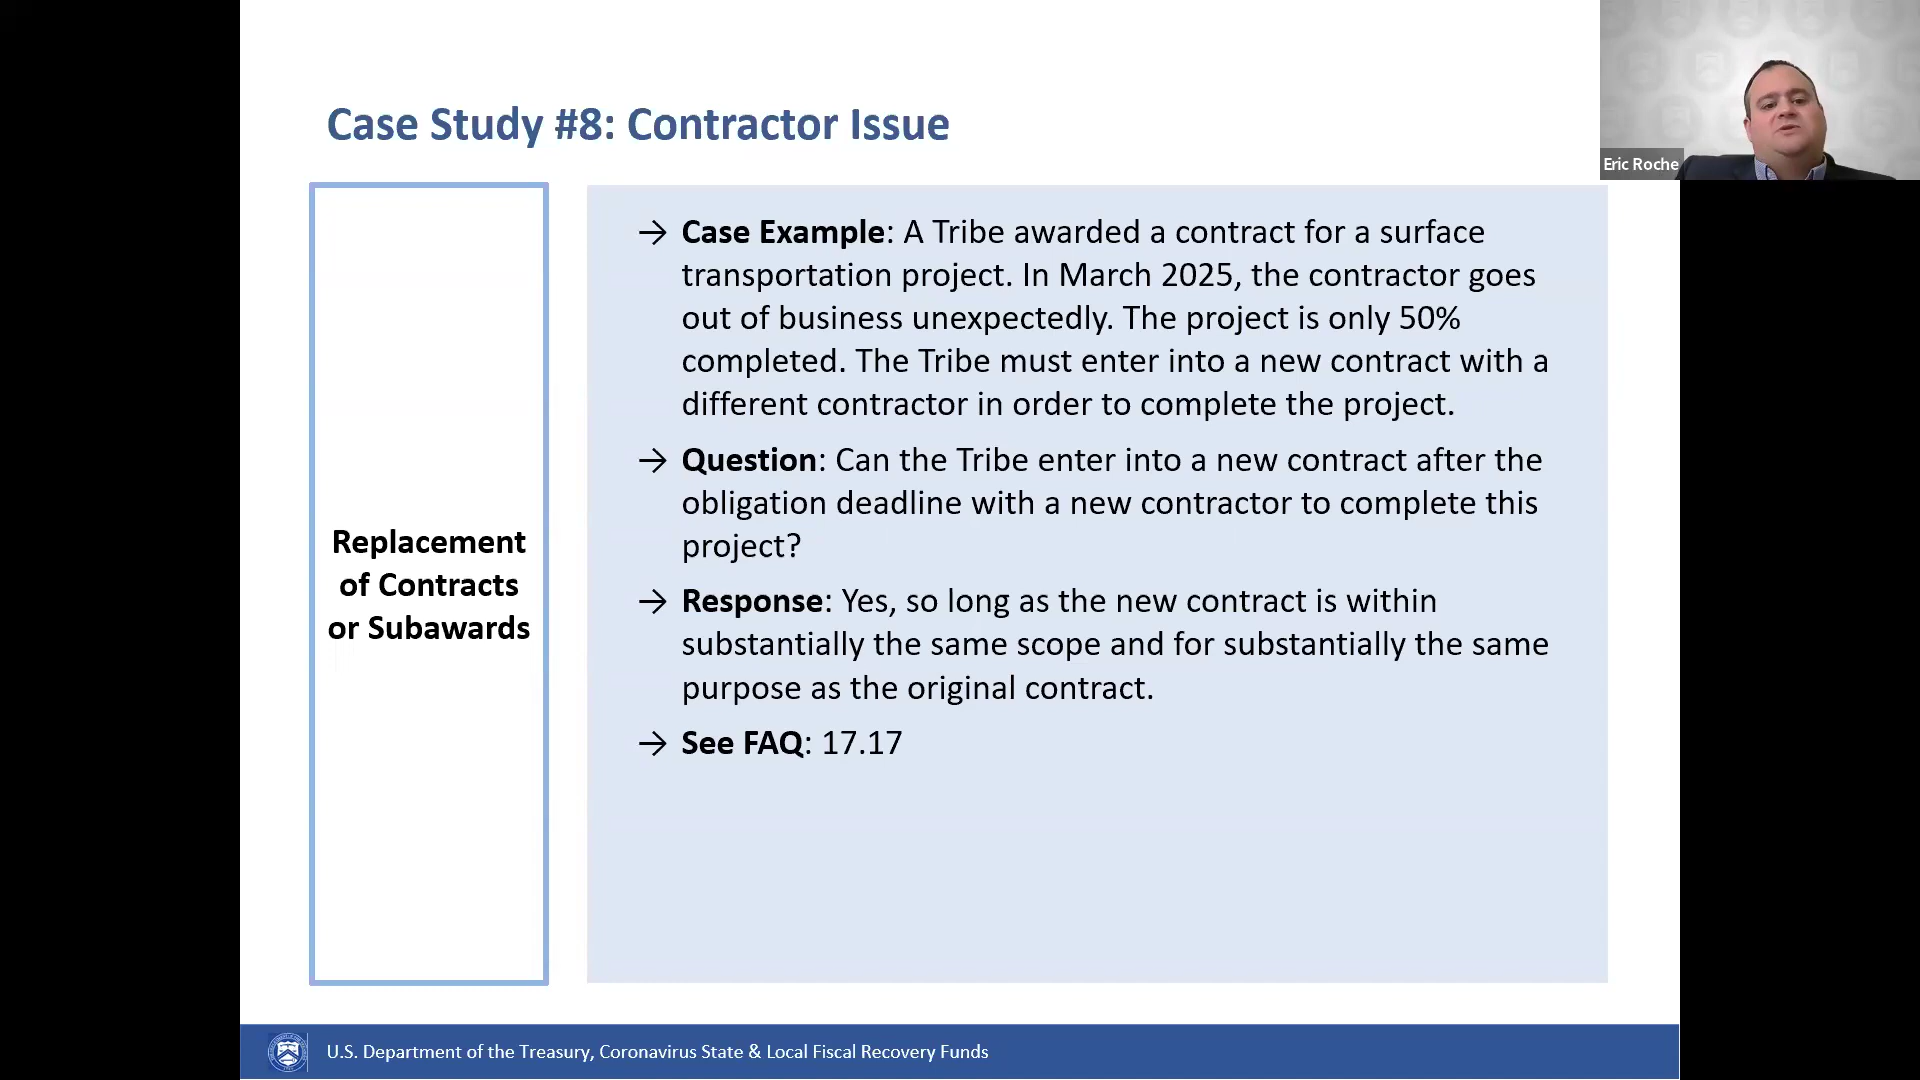 Case Study #8: Contractor Issue
Eric Roche
Replacement
of Contracts
or Subawards
→ Case Example: A Tribe awarded a contract for a surface
transportation project. In March 2025, the contractor goes
out of business unexpectedly. The project is only 50%
completed. The Tribe must enter into a new contract with a
different contractor in order to complete the project.
→ Question: Can the Tribe enter into a new contract after the
obligation deadline with a new contractor to complete this
project?
→ Response: Yes, so long as the new contract is within
substantially the same scope and for substantially the same
purpose as the original contract.
→ See FAQ: 17.17
U.S. Department of the Treasury, Coronavirus State & Local Fiscal Recovery Funds